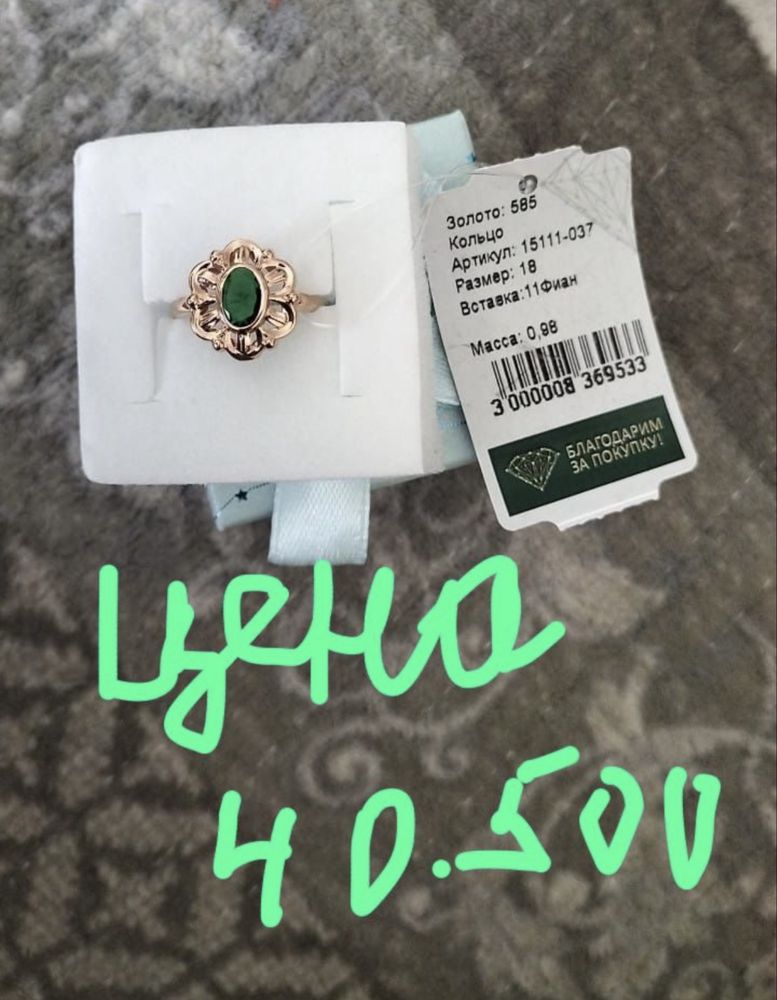 Золото: 585
Кольцо
Артикул: 15111-037
Размер: 18
Вставка:11Фиан
Масса: 0,98
3 000008 369533
БЛАГОДАРИМ
ЗА ПОКУПКУ!
цена
40.500